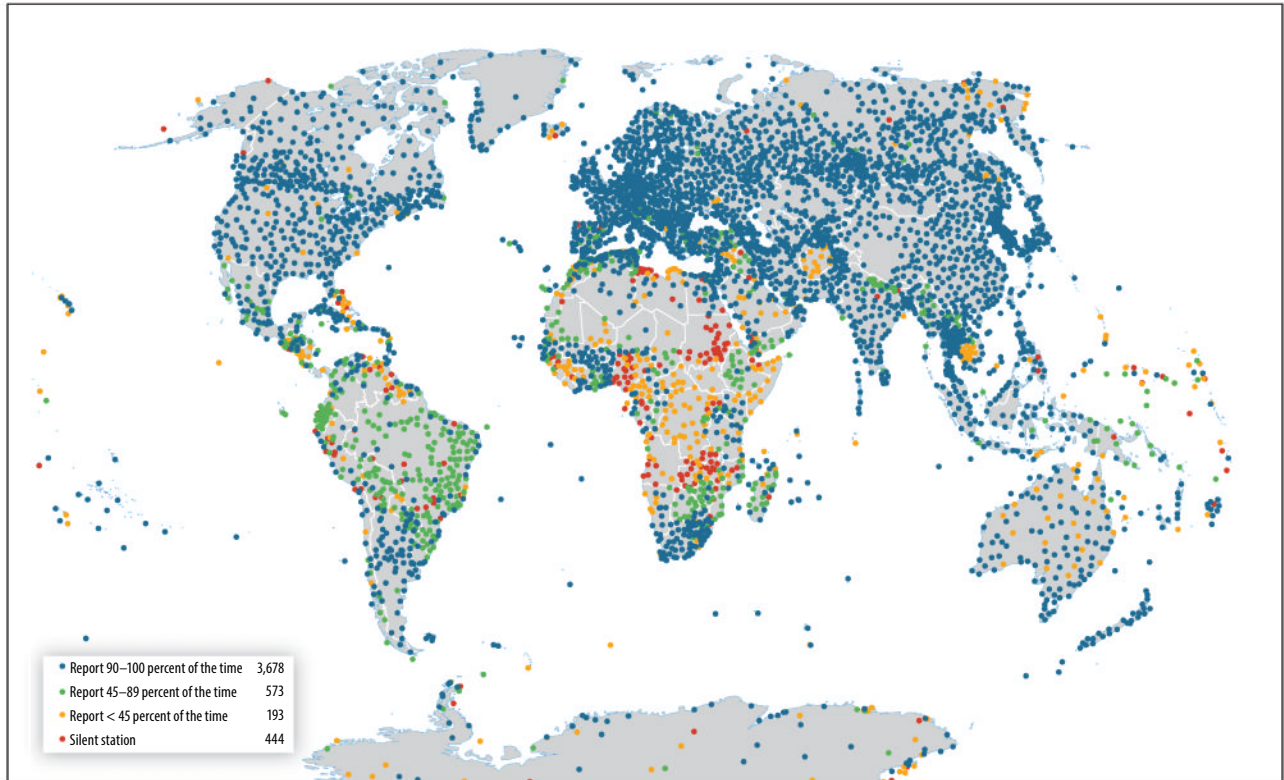 Report 90–100 percent of the time 3,678
Report 45–89 percent of the time 573
Report < 45 percent of the time 193
Silent station 444